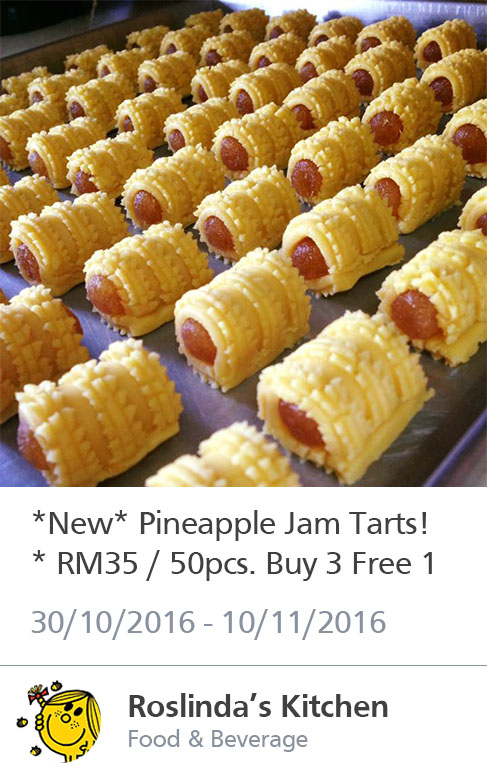 *New* Pineapple Jam Tarts!
* RM35 / 50pcs. Buy 3 Free 1
30/10/2016 - 10/11/2016
Roslinda’s Kitchen
Food & Beverage